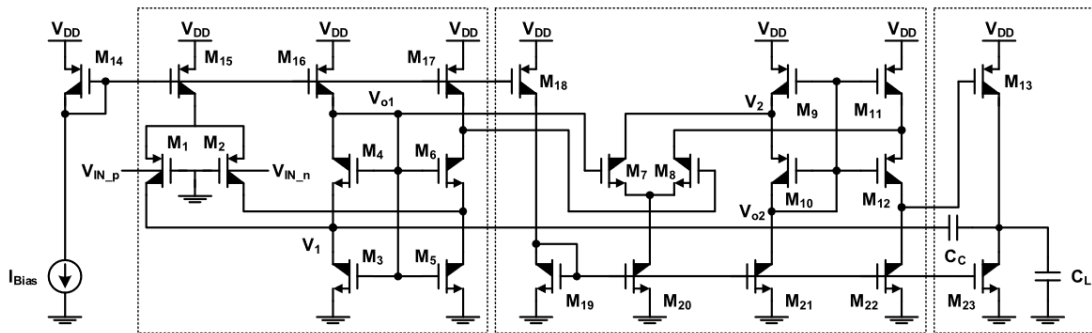 V_DD V_DD V_DD V_DD V_DD V_DD V_DD
M_14 M_15 M_16 M_17 M_18 M_9 M_11 M_13
V_o1 V_2
M_1 M_2 M_4 M_6 M_7 M_8 M_10 M_12
V_IN_p V_IN_n
V_o2
V_1 C_C
I_Bias M_3 M_5 M_19 M_20 M_21 M_22 M_23 C_L